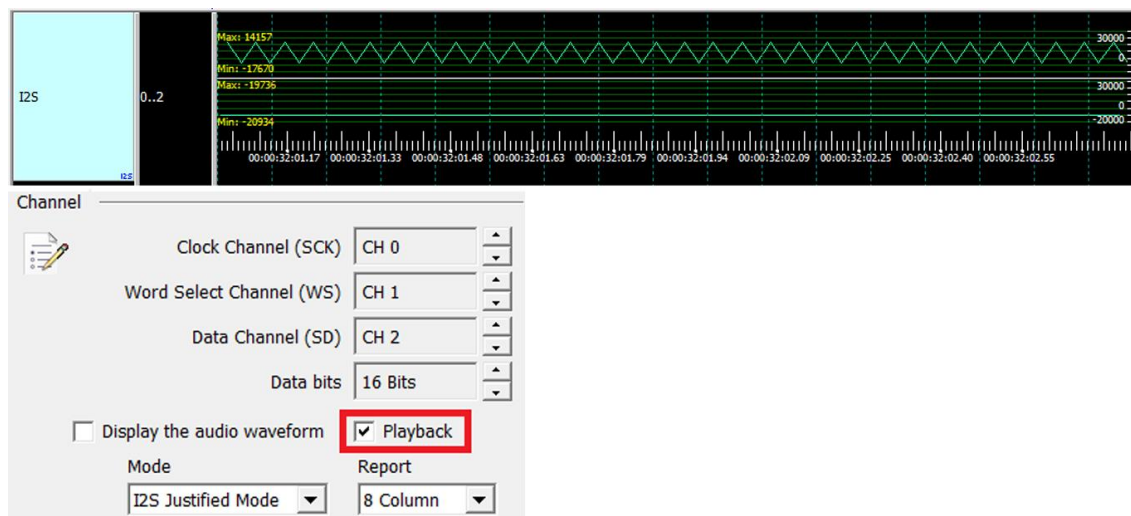 Max: 14157
30000
0
Min: -17670
Max: -19736
30000
I2S
0..2
0
Min: -20934
-20000
00:00:32:01.17 00:00:32:01.33 00:00:32:01.48 00:00:32:01.63 00:00:32:01.79 00:00:32:01.94 00:00:32:02.09 00:00:32:02.25 00:00:32:02.40 00:00:32:02.55
I2S
Channel
Clock Channel (SCK) CH 0
Word Select Channel (WS) CH 1
Data Channel (SD) CH 2
Data bits 16 Bits
Display the audio waveform Playback
Mode Report
I2S Justified Mode 8 Column